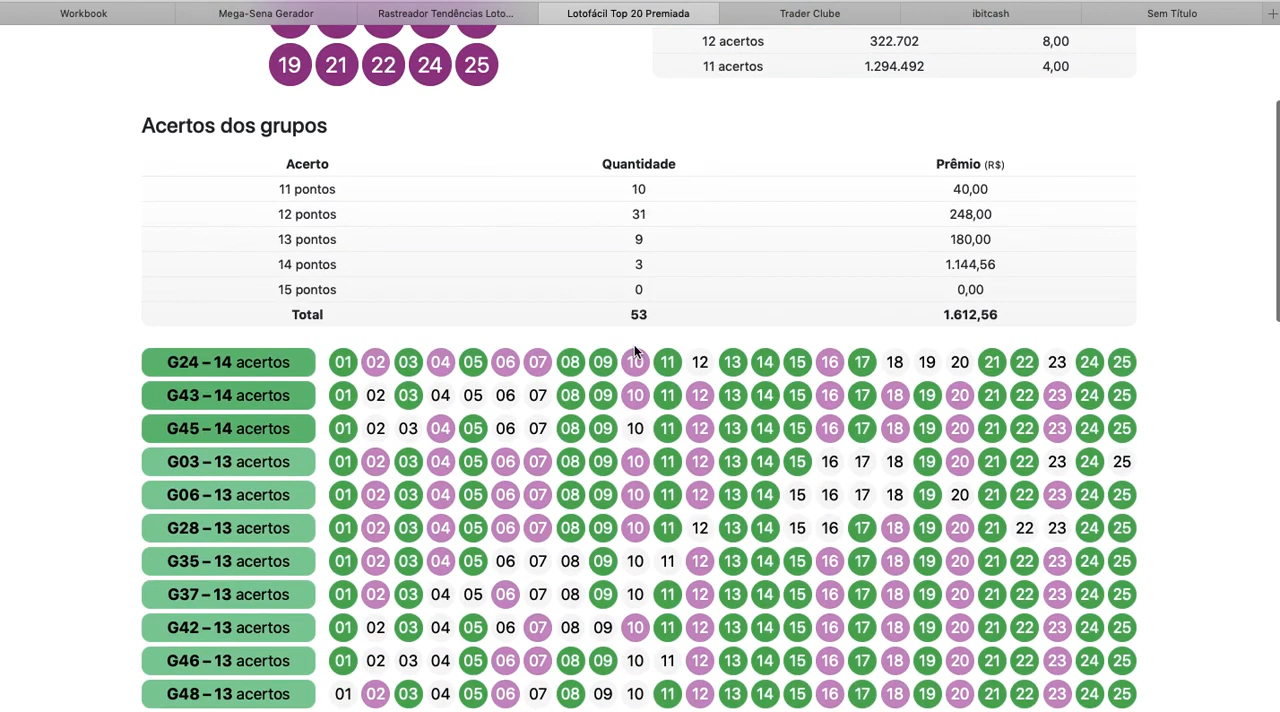 Workbook Mega-Sena Gerador Rastreador Tendências Loto... Lotofácil Top 20 Premiada Trader Clube ibitcash Sem Título +
19 21 22 24 25
12 acertos 322.702 8,00
11 acertos 1.294.492 4,00
Acertos dos grupos
Acerto Quantidade Prêmio (R$)
11 pontos 10 40,00
12 pontos 31 248,00
13 pontos 9 180,00
14 pontos 3 1.144,56
15 pontos 0 0,00
Total 53 1.612,56
G24 – 14 acertos 01 02 03 04 05 06 07 08 09 10 11 12 13 14 15 16 17 18 19 20 21 22 23 24 25
G43 – 14 acertos 01 02 03 04 05 06 07 08 09 10 11 12 13 14 15 16 17 18 19 20 21 22 23 24 25
G45 – 14 acertos 01 02 03 04 05 06 07 08 09 10 11 12 13 14 15 16 17 18 19 20 21 22 23 24 25
G03 – 13 acertos 01 02 03 04 05 06 07 08 09 10 11 12 13 14 15 16 17 18 19 20 21 22 23 24 25
G06 – 13 acertos 01 02 03 04 05 06 07 08 09 10 11 12 13 14 15 16 17 18 19 20 21 22 23 24 25
G28 – 13 acertos 01 02 03 04 05 06 07 08 09 10 11 12 13 14 15 16 17 18 19 20 21 22 23 24 25
G35 – 13 acertos 01 02 03 04 05 06 07 08 09 10 11 12 13 14 15 16 17 18 19 20 21 22 23 24 25
G37 – 13 acertos 01 02 03 04 05 06 07 08 09 10 11 12 13 14 15 16 17 18 19 20 21 22 23 24 25
G42 – 13 acertos 01 02 03 04 05 06 07 08 09 10 11 12 13 14 15 16 17 18 19 20 21 22 23 24 25
G46 – 13 acertos 01 02 03 04 05 06 07 08 09 10 11 12 13 14 15 16 17 18 19 20 21 22 23 24 25
G48 – 13 acertos 01 02 03 04 05 06 07 08 09 10 11 12 13 14 15 16 17 18 19 20 21 22 23 24 25